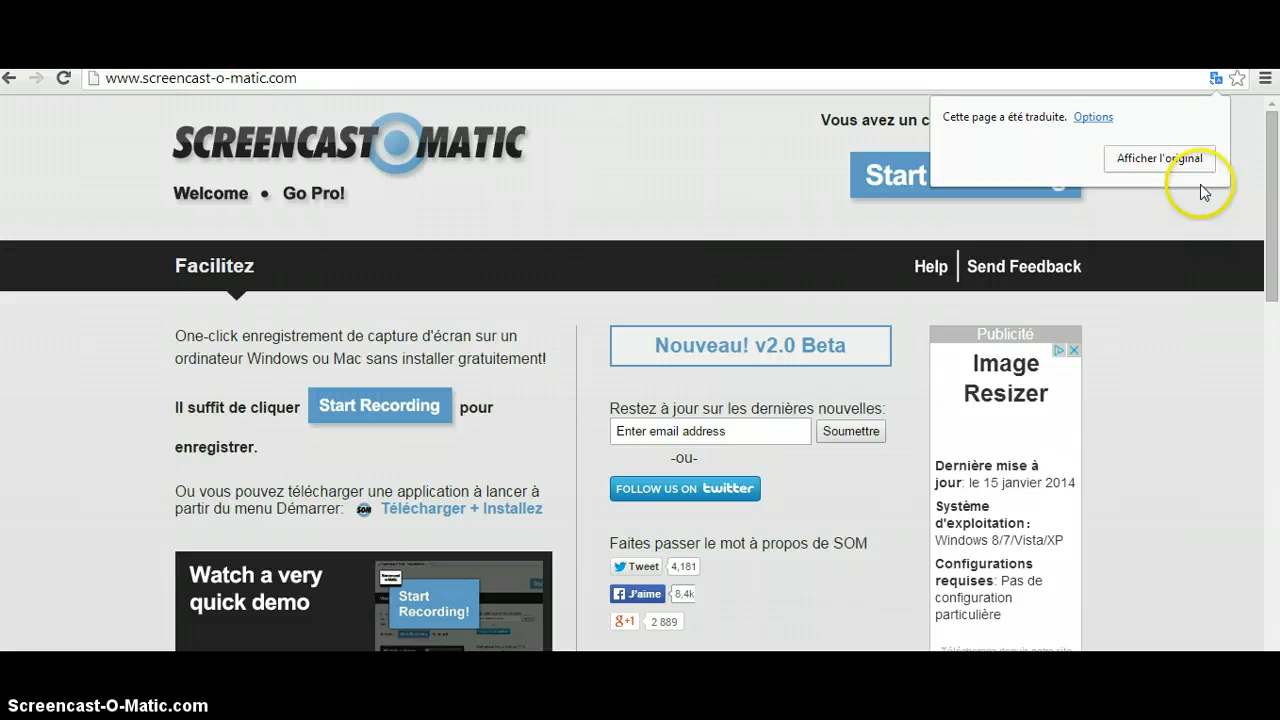 www.screencast-o-matic.com
Cette page a été traduite. Options
Afficher l'original
SCREENCAST MATIC
Vous avez un c
Start
Welcome • Go Pro!
Facilitez
Help
Send Feedback
One-click enregistrement de capture d'écran sur un
ordinateur Windows ou Mac sans installer gratuitement!
Il suffit de cliquer Start Recording pour
enregistrer.
Ou vous pouvez télécharger une application à lancer à
partir du menu Démarrer: SOM Télécharger + Installez
Watch a very
quick demo
Start
Recording!
Nouveau! v2.0 Beta
Restez à jour sur les dernières nouvelles:
Enter email address Soumettre
-ou-
FOLLOW US ON twitter
Faites passer le mot à propos de SOM
Tweet 4,181
J'aime 8,4k
g+1 2 889
Publicité
Image
Resizer
Dernière mise à
jour: le 15 janvier 2014
Système
d'exploitation :
Windows 8/7/Vista/XP
Configurations
requises: Pas de
configuration
particulière
Screencast-O-Matic.com